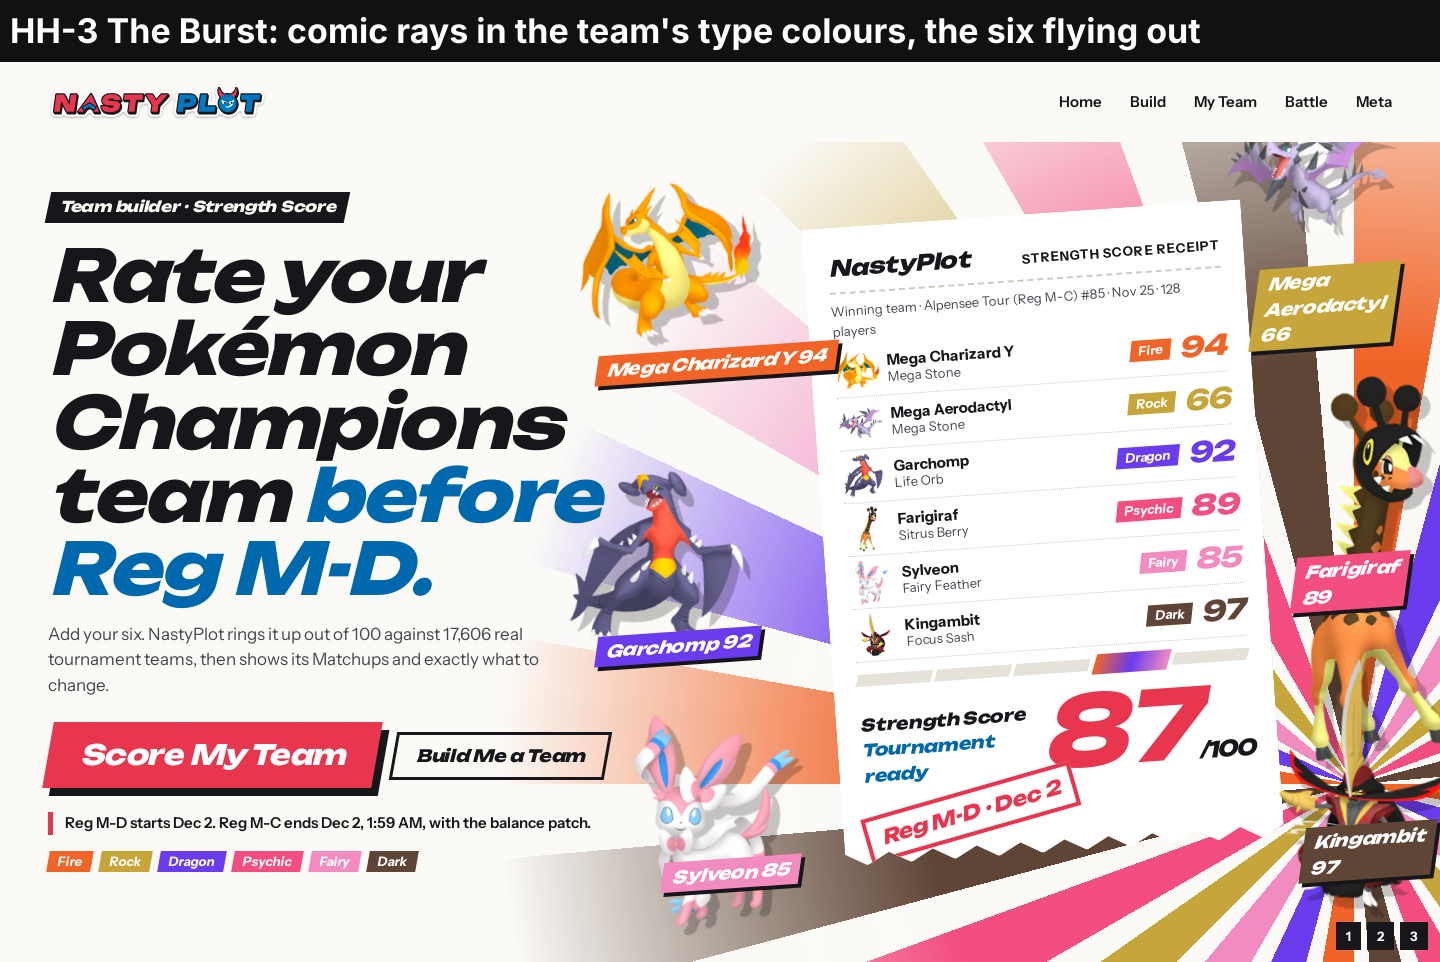 HH-3 The Burst: comic rays in the team's type colours, the six flying out
NASTY PLOT
Home Build My Team Battle Meta
Team builder · Strength Score
Rate your
Pokémon
Champions
team before
Reg M-D.
Add your six. NastyPlot rings it up out of 100 against 17,606 real
tournament teams, then shows its Matchups and exactly what to
change.
Score My Team
Build Me a Team
Reg M-D starts Dec 2. Reg M-C ends Dec 2, 1:59 AM, with the balance patch.
Fire Rock Dragon Psychic Fairy Dark
Mega Charizard Y 94
Garchomp 92
Sylveon 85
NastyPlot
STRENGTH SCORE RECEIPT
Winning team · Alpensee Tour (Reg M-C) #85 · Nov 25 · 128
players
Mega Charizard Y
Mega Stone
Fire 94
Mega Aerodactyl
Mega Stone
Rock 66
Garchomp
Life Orb
Dragon 92
Farigiraf
Sitrus Berry
Psychic 89
Sylveon
Fairy Feather
Fairy 85
Kingambit
Focus Sash
Dark 97
Strength Score
Tournament
ready
87 /100
Reg M-D · Dec 2
Mega
Aerodactyl
66
Farigiraf
89
Kingambit
97
1 2 3